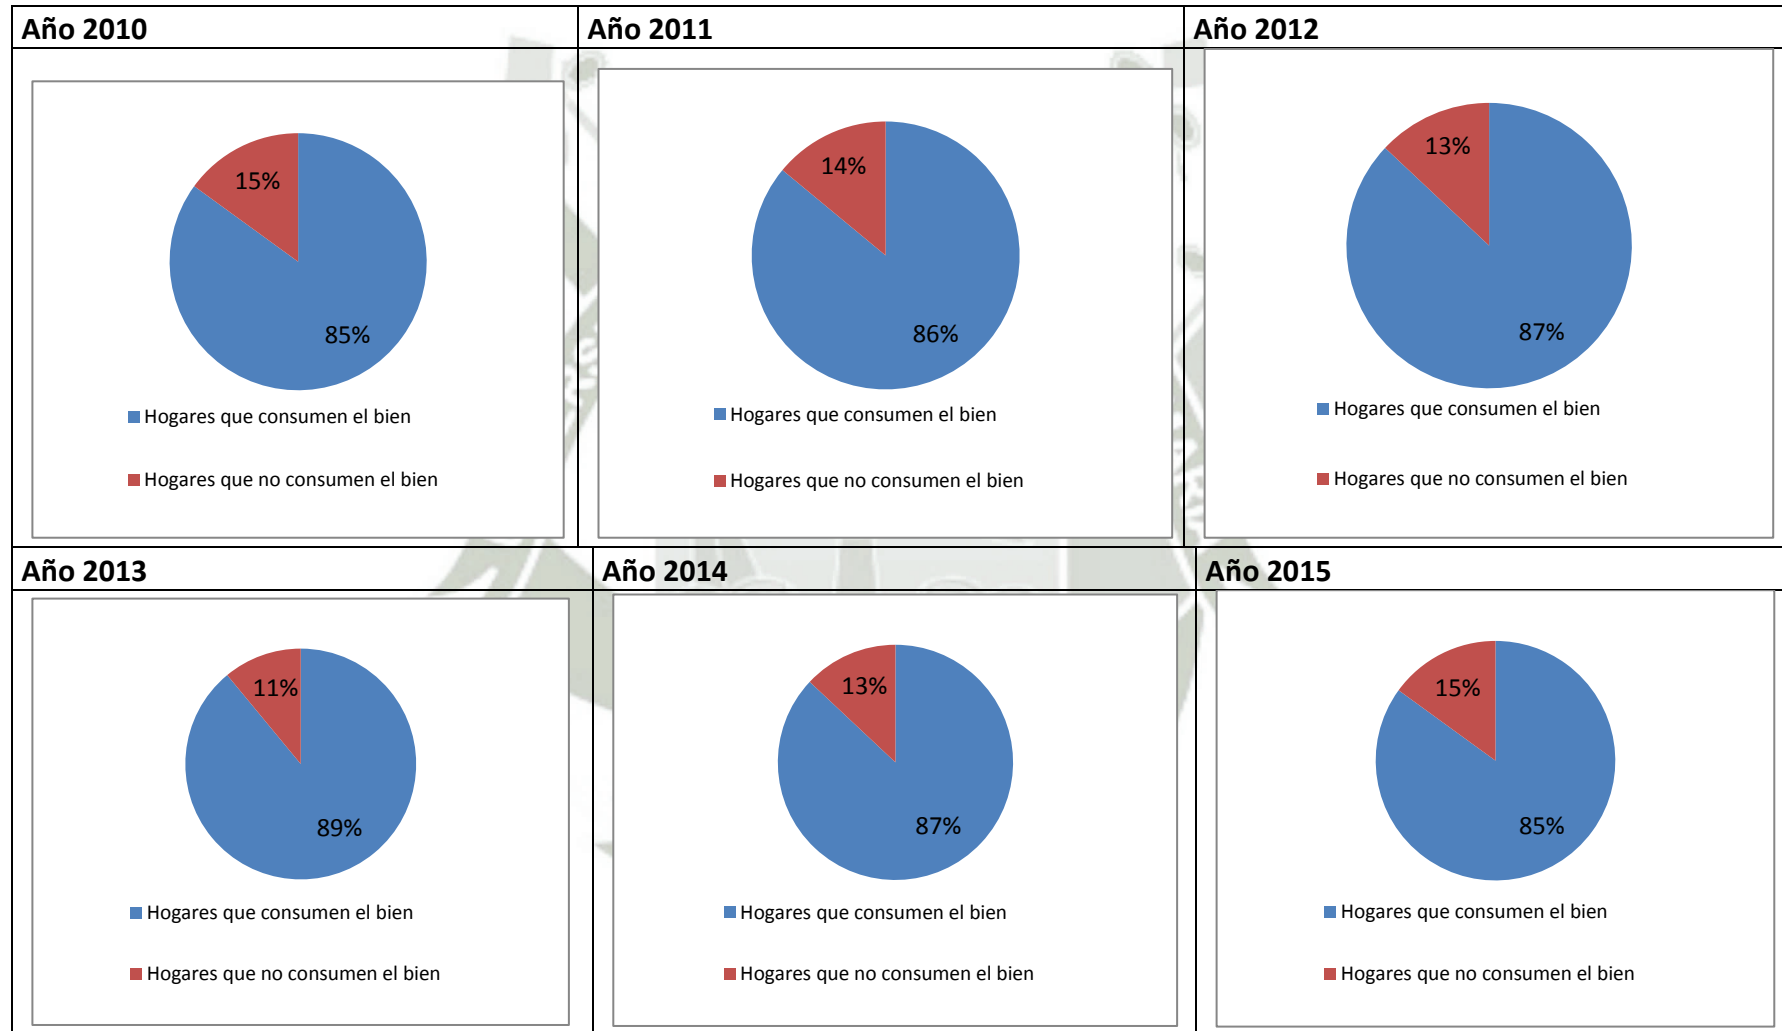 Año 2010
Año 2011
Año 2012
15%
85%
Hogares que consumen el bien
Hogares que no consumen el bien
14%
86%
Hogares que consumen el bien
Hogares que no consumen el bien
13%
87%
Hogares que consumen el bien
Hogares que no consumen el bien
Año 2013
Año 2014
Año 2015
11%
89%
Hogares que consumen el bien
Hogares que no consumen el bien
13%
87%
Hogares que consumen el bien
Hogares que no consumen el bien
15%
85%
Hogares que consumen el bien
Hogares que no consumen el bien